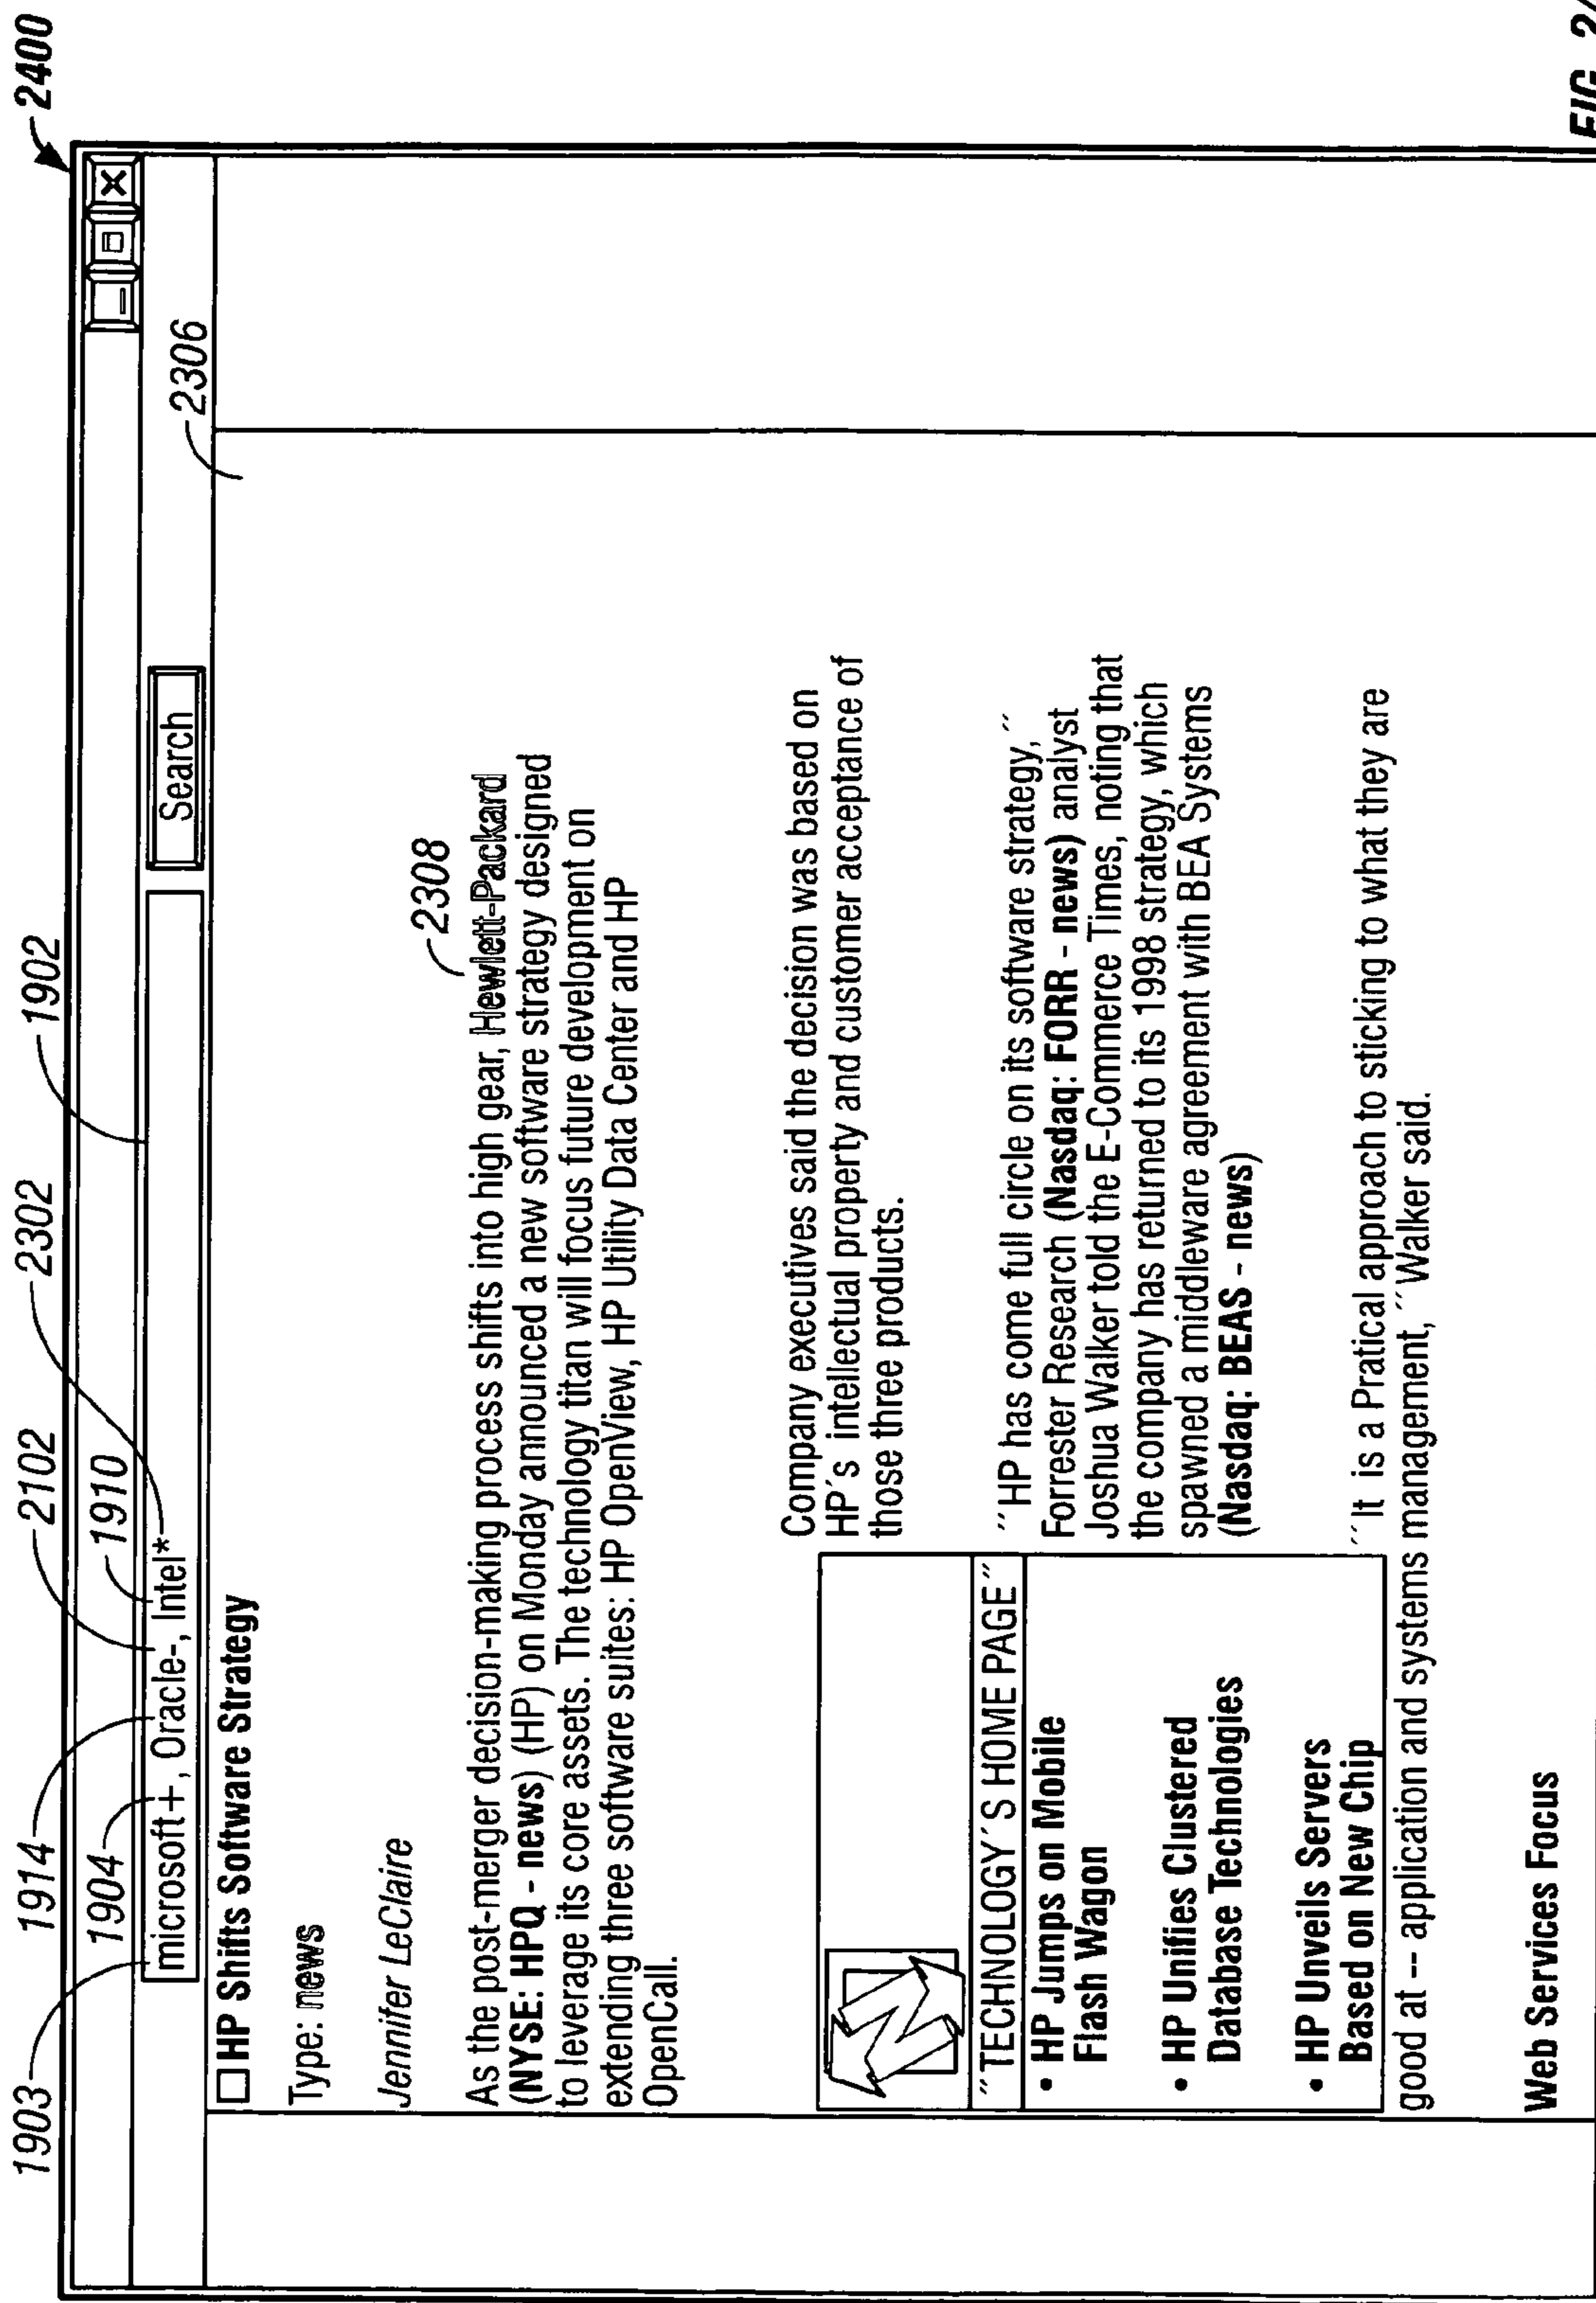 2400
1903
1914
2102
2302
1902
1904
1910
microsoft+, Oracle-, Intel*
Search
2306
HP Shifts Software Strategy
Type: news
Jennifer LeClaire
2308
As the post-merger decision-making process shifts into high gear, Hewlett-Packard
(NYSE: HPQ - news) (HP) on Monday announced a new software strategy designed
to leverage its core assets. The technology titan will focus future development on
extending three software suites: HP OpenView, HP Utility Data Center and HP
OpenCall.
Company executives said the decision was based on
HP's intellectual property and customer acceptance of
those three products.
"TECHNOLOGY'S HOME PAGE"
• HP Jumps on Mobile
Flash Wagon
• HP Unifies Clustered
Database Technologies
• HP Unveils Servers
Based on New Chip
"HP has come full circle on its software strategy,"
Forrester Research (Nasdaq: FORR - news) analyst
Joshua Walker told the E-Commerce Times, noting that
the company has returned to its 1998 strategy, which
spawned a middleware agreement with BEA Systems
(Nasdaq: BEAS - news)
"It is a Pratical approach to sticking to what they are
good at -- application and systems management, "Walker said.
Web Services Focus
FIG.